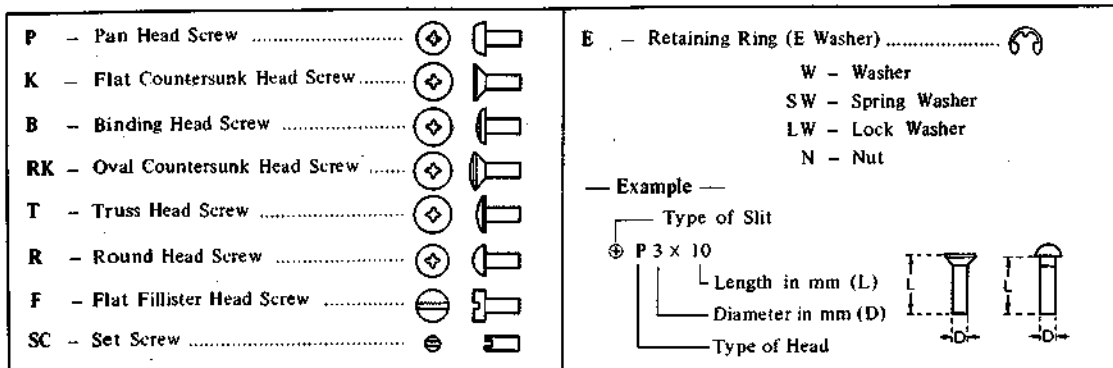 P – Pan Head Screw ....................
K – Flat Countersunk Head Screw .........
B – Binding Head Screw ....................
RK – Oval Countersunk Head Screw .......
T – Truss Head Screw ....................
R – Round Head Screw ....................
F – Flat Fillister Head Screw ............
SC – Set Screw ....................
E – Retaining Ring (E Washer) ....................
W – Washer
SW – Spring Washer
LW – Lock Washer
N – Nut
— Example —
Type of Slit
⊕ P 3 × 10
Length in mm (L)
Diameter in mm (D)
Type of Head
L
D
L
D